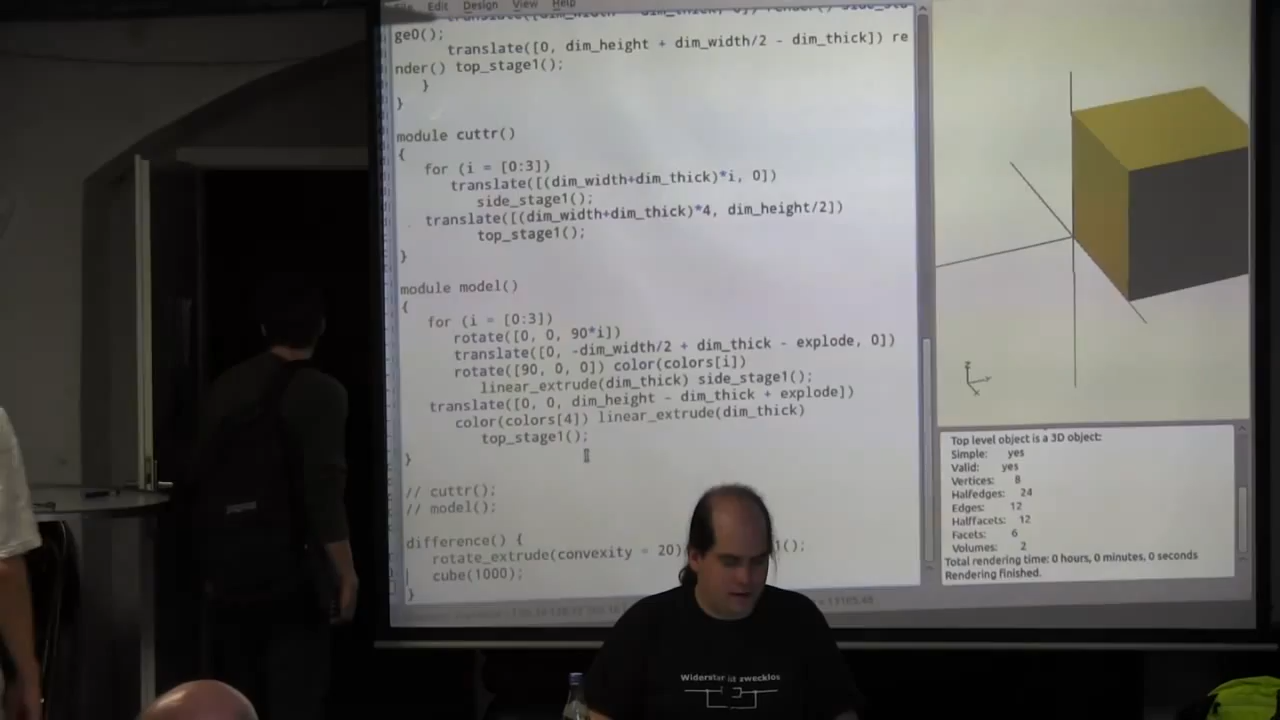 File Edit Design View Help
ge0();
translate([0, dim_height + dim_width/2 - dim_thick]) re
nder() top_stage1();
}
}
module cuttr()
{
for (i = [0:3])
translate([(dim_width+dim_thick)*i, 0])
side_stage1();
translate([(dim_width+dim_thick)*4, dim_height/2])
top_stage1();
}
module model()
{
for (i = [0:3])
rotate([0, 0, 90*i])
translate([0, -dim_width/2 + dim_thick - explode, 0])
rotate([90, 0, 0]) color(colors[i])
linear_extrude(dim_thick) side_stage1();
translate([0, 0, dim_height - dim_thick + explode])
color(colors[4]) linear_extrude(dim_thick)
top_stage1();
}
// cuttr();
// model();
difference() {
rotate_extrude(convexity = 20) 1();
cube(1000);
}
Top level object is a 3D object:
Simple: yes
Valid: yes
Vertices: 8
Halfedges: 24
Edges: 12
Halffacets: 12
Facets: 6
Volumes: 2
Total rendering time: 0 hours, 0 minutes, 0 seconds
Rendering finished.
Widerstand ist zwecklos